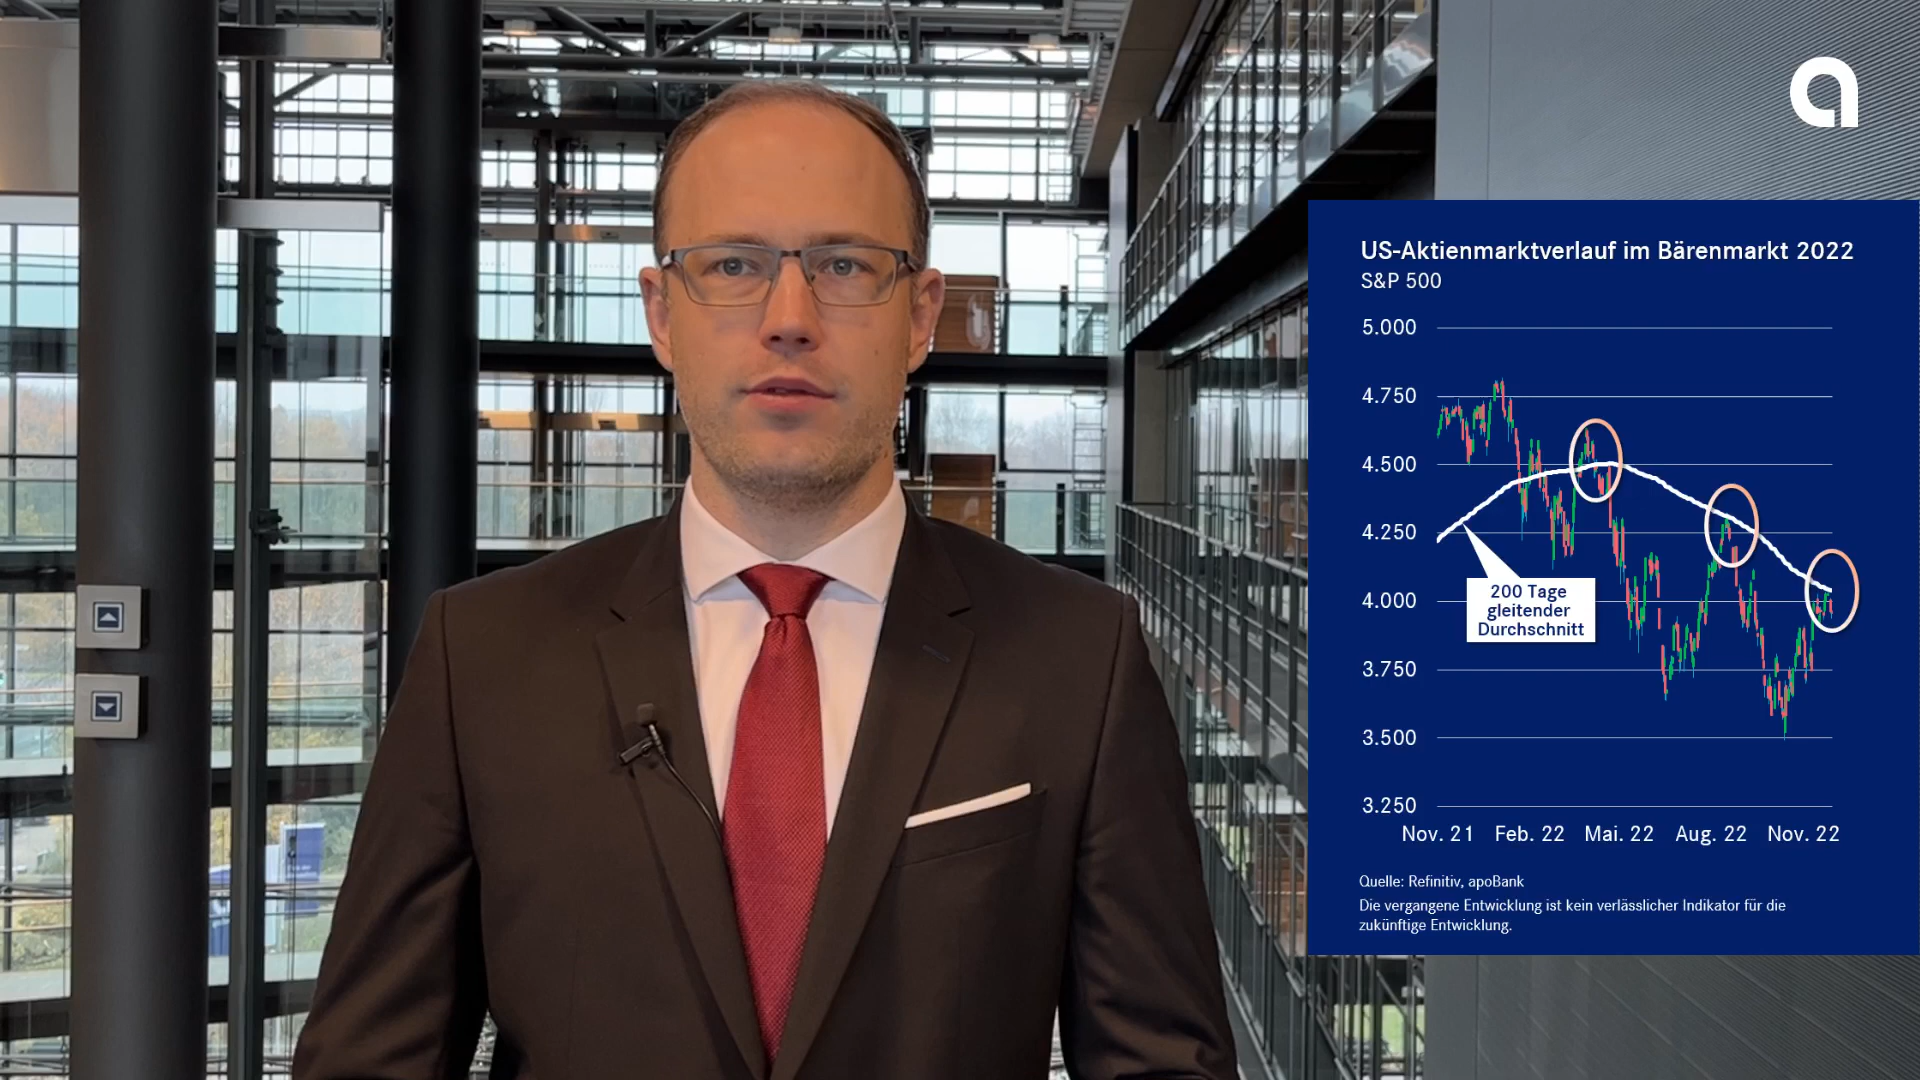 US-Aktienmarktverlauf im Bärenmarkt 2022
S&P 500
5.000
4.750
4.500
4.250
4.000
3.750
3.500
3.250
200 Tage
gleitender
Durchschnitt
Nov. 21 Feb. 22 Mai. 22 Aug. 22 Nov. 22
Quelle: Refinitiv, apoBank
Die vergangene Entwicklung ist kein verlässlicher Indikator für die
zukünftige Entwicklung.